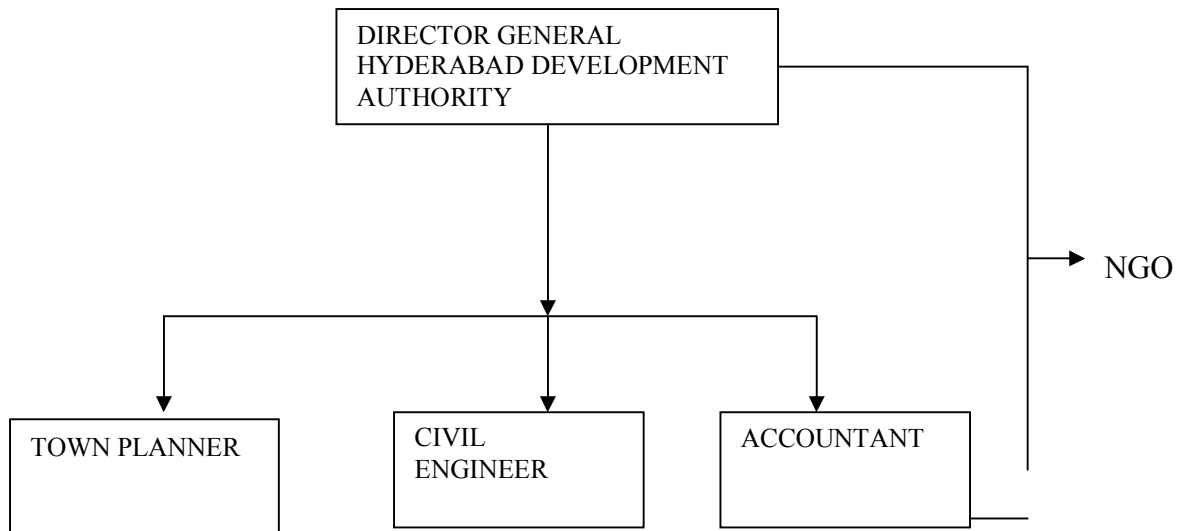 DIRECTOR GENERAL
HYDERABAD DEVELOPMENT
AUTHORITY
NGO
TOWN PLANNER
CIVIL
ENGINEER
ACCOUNTANT